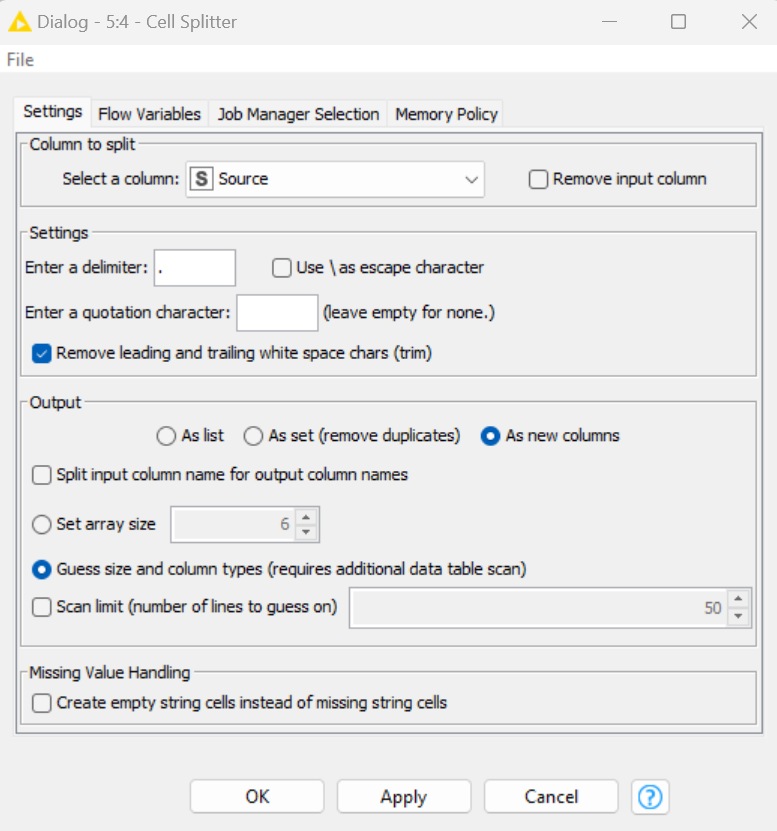 Dialog - 5:4 - Cell Splitter
File
Settings Flow Variables Job Manager Selection Memory Policy
Column to split
Select a column: S Source Remove input column
Settings
Enter a delimiter: . Use \ as escape character
Enter a quotation character: (leave empty for none.)
Remove leading and trailing white space chars (trim)
Output
As list As set (remove duplicates) As new columns
Split input column name for output column names
Set array size 6
Guess size and column types (requires additional data table scan)
Scan limit (number of lines to guess on) 50
Missing Value Handling
Create empty string cells instead of missing string cells
OK Apply Cancel ?